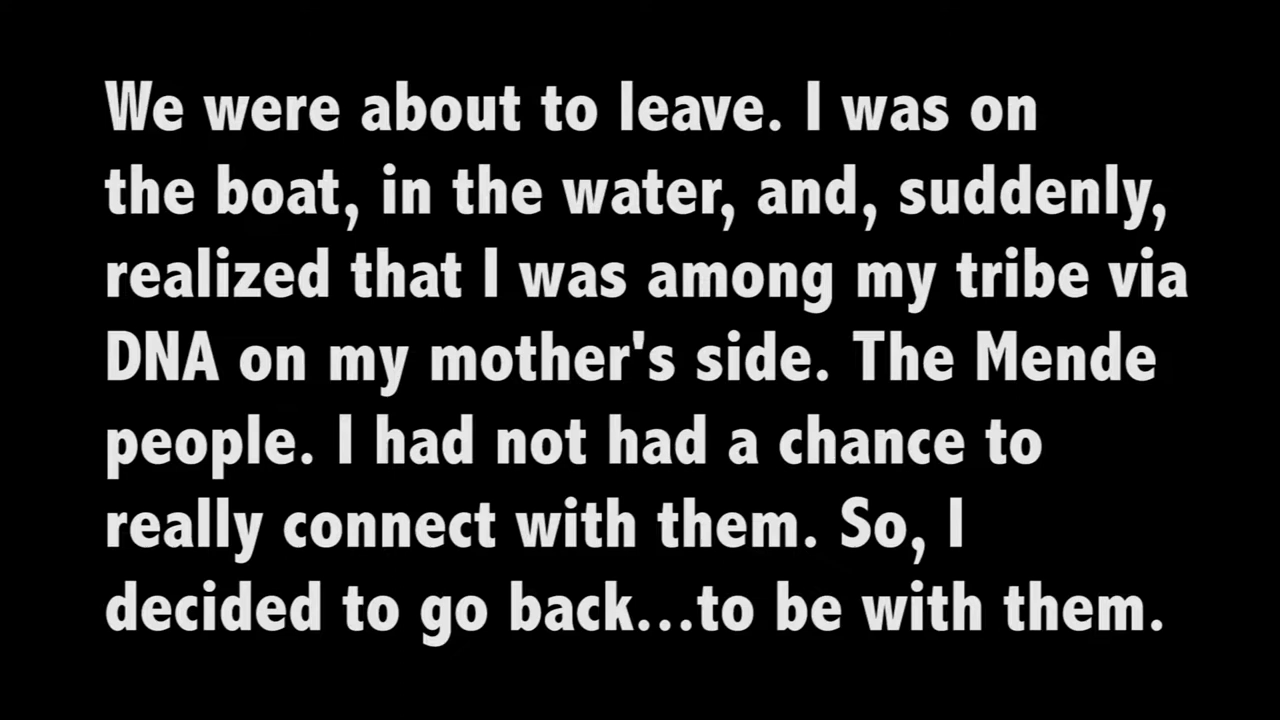 We were about to leave. I was on
the boat, in the water, and, suddenly,
realized that I was among my tribe via
DNA on my mother's side. The Mende
people. I had not had a chance to
really connect with them. So, I
decided to go back...to be with them.